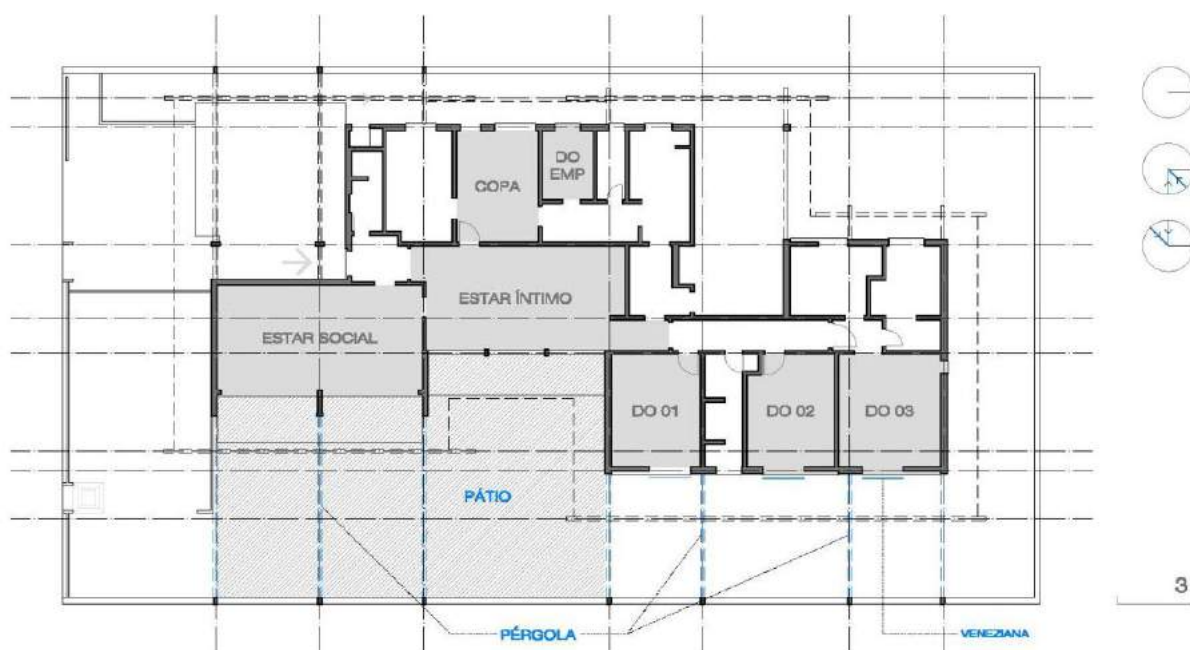 DO
EMP
COPA
ESTAR ÍNTIMO
ESTAR SOCIAL
DO 01
DO 02
DO 03
PÁTIO
3
PÉRGOLA
VENEZIANA